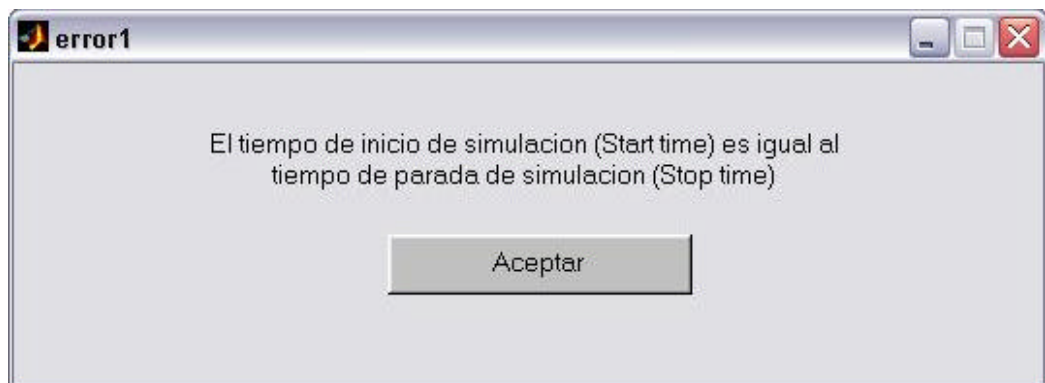 error1
El tiempo de inicio de simulacion (Start time) es igual al
tiempo de parada de simulacion (Stop time)
Aceptar